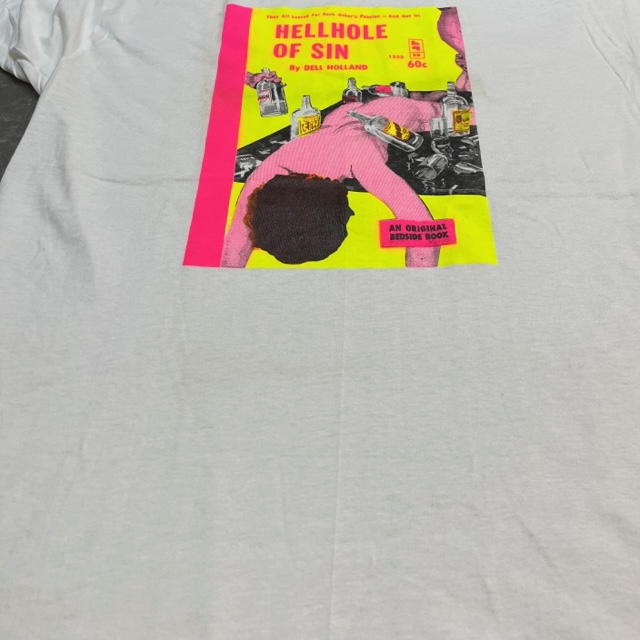 They All Lusted For Each Other's Passion — And Got It!
HELLHOLE
OF SIN
By DELL HOLLAND
60c
AN ORIGINAL
BEDSIDE BOOK